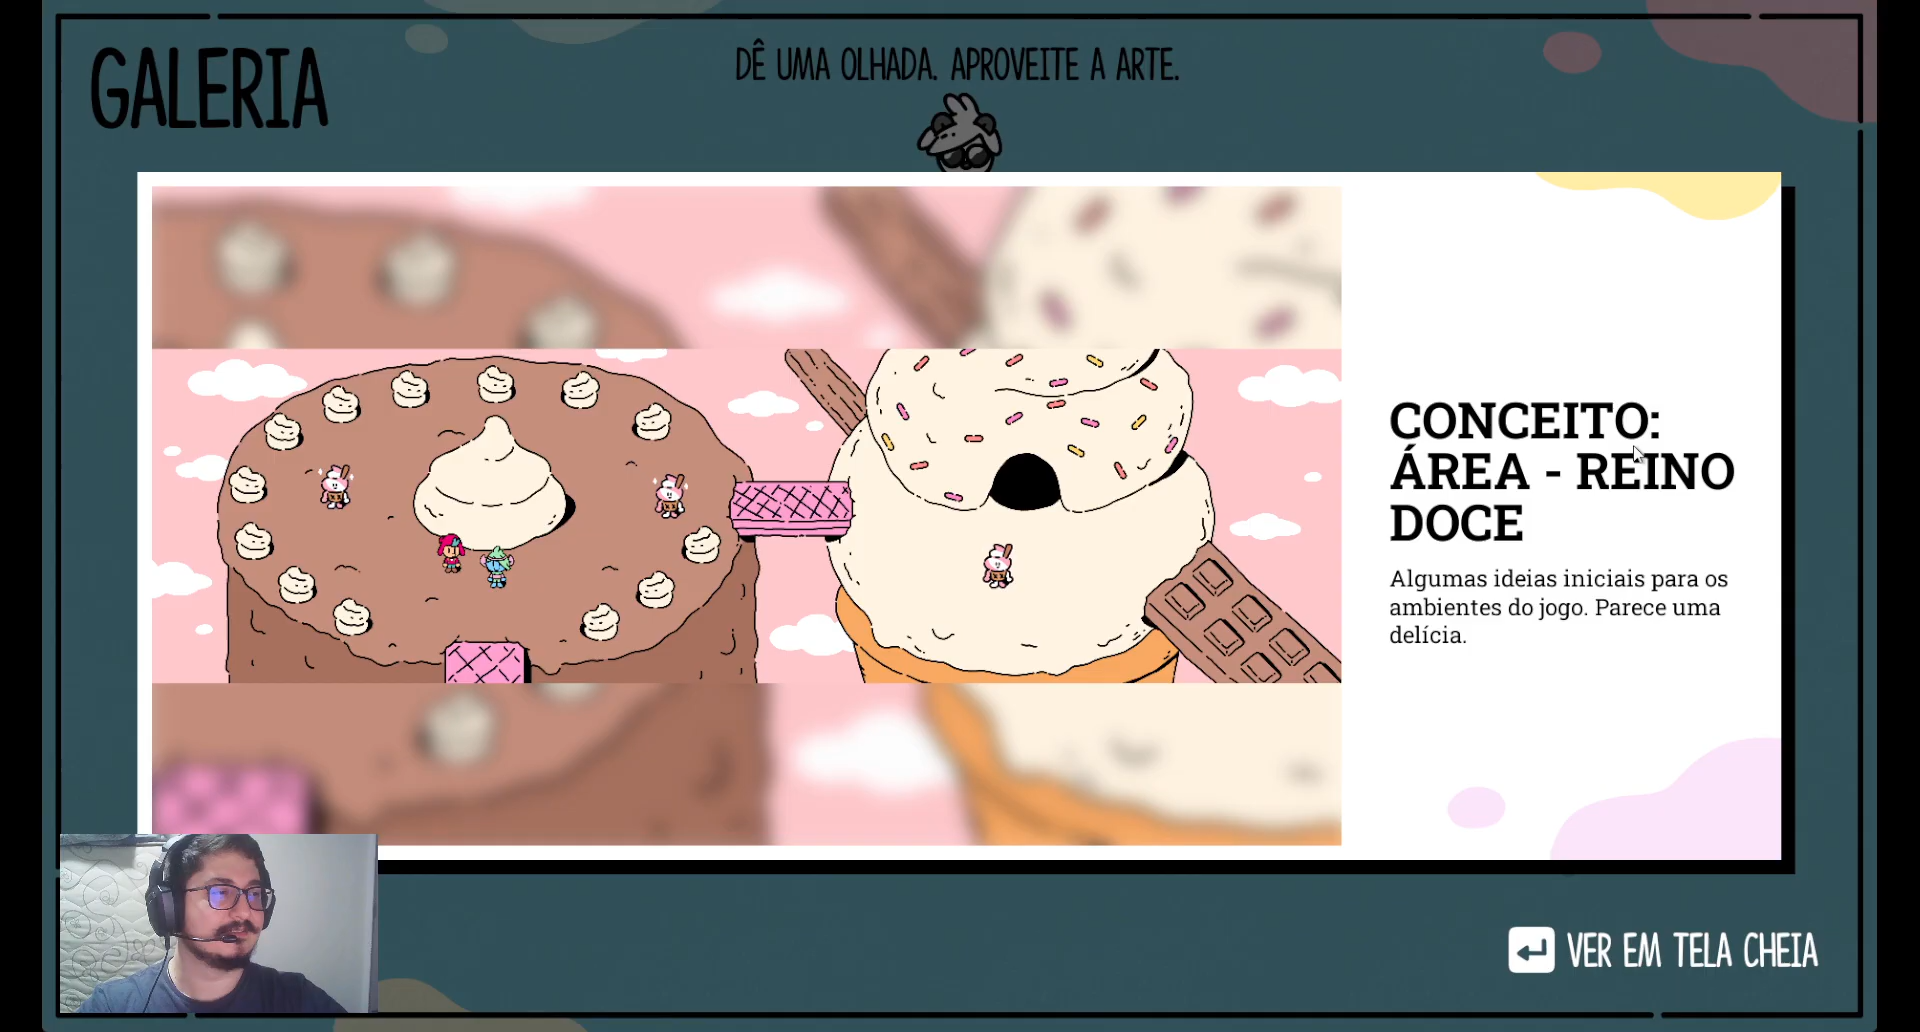 GALERIA
DÊ UMA OLHADA. APROVEITE A ARTE.
CONCEITO:
ÁREA - REINO
DOCE
Algumas ideias iniciais para os
ambientes do jogo. Parece uma
delícia.
VER EM TELA CHEIA